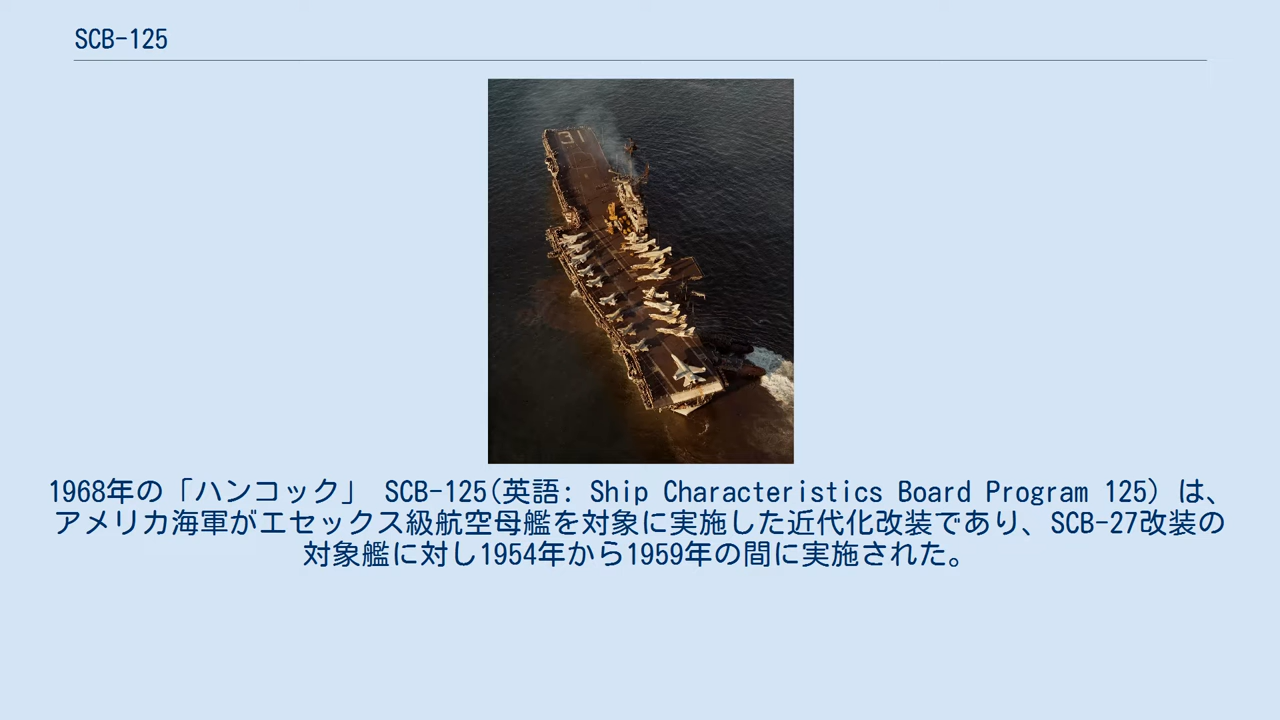 SCB-125
31
1968年の「ハンコック」 SCB-125(英語: Ship Characteristics Board Program 125) は、
アメリカ海軍がエセックス級航空母艦を対象に実施した近代化改装であり、SCB-27改装の
対象艦に対し1954年から1959年の間に実施された。